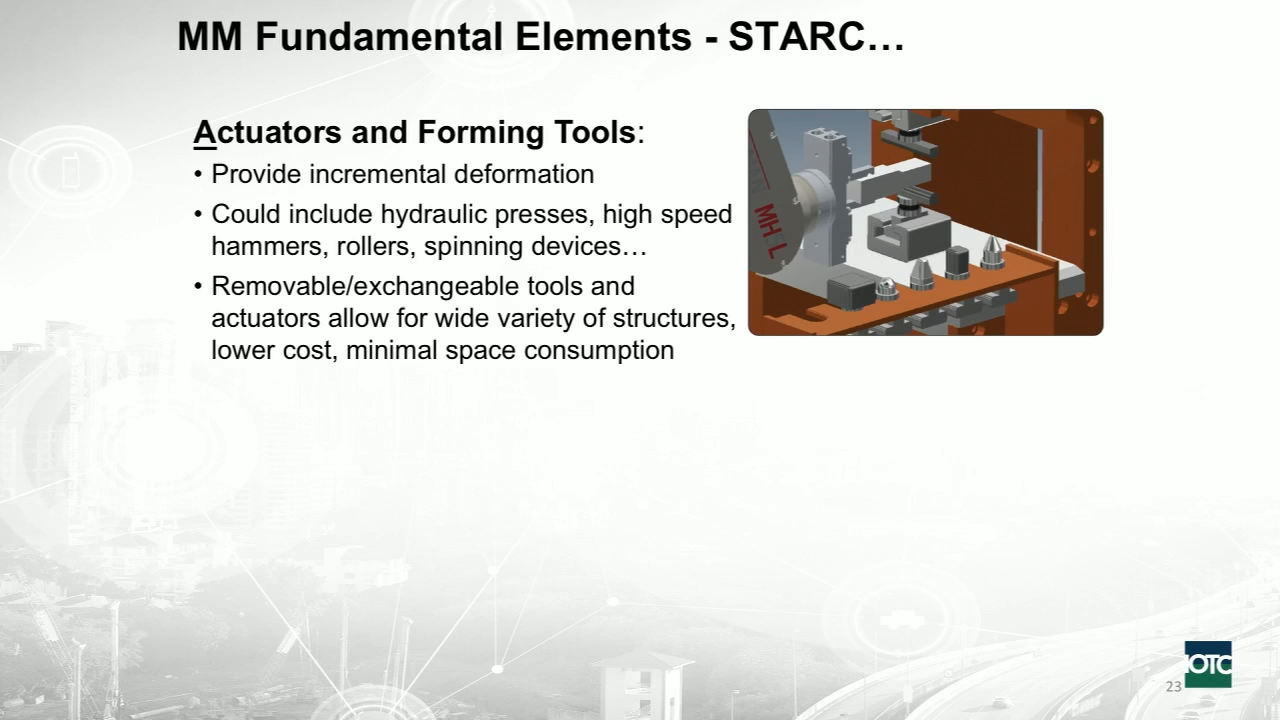 MM Fundamental Elements - STARC…
Actuators and Forming Tools:
• Provide incremental deformation
• Could include hydraulic presses, high speed
hammers, rollers, spinning devices…
• Removable/exchangeable tools and
actuators allow for wide variety of structures,
lower cost, minimal space consumption
MH L
IOTC
23